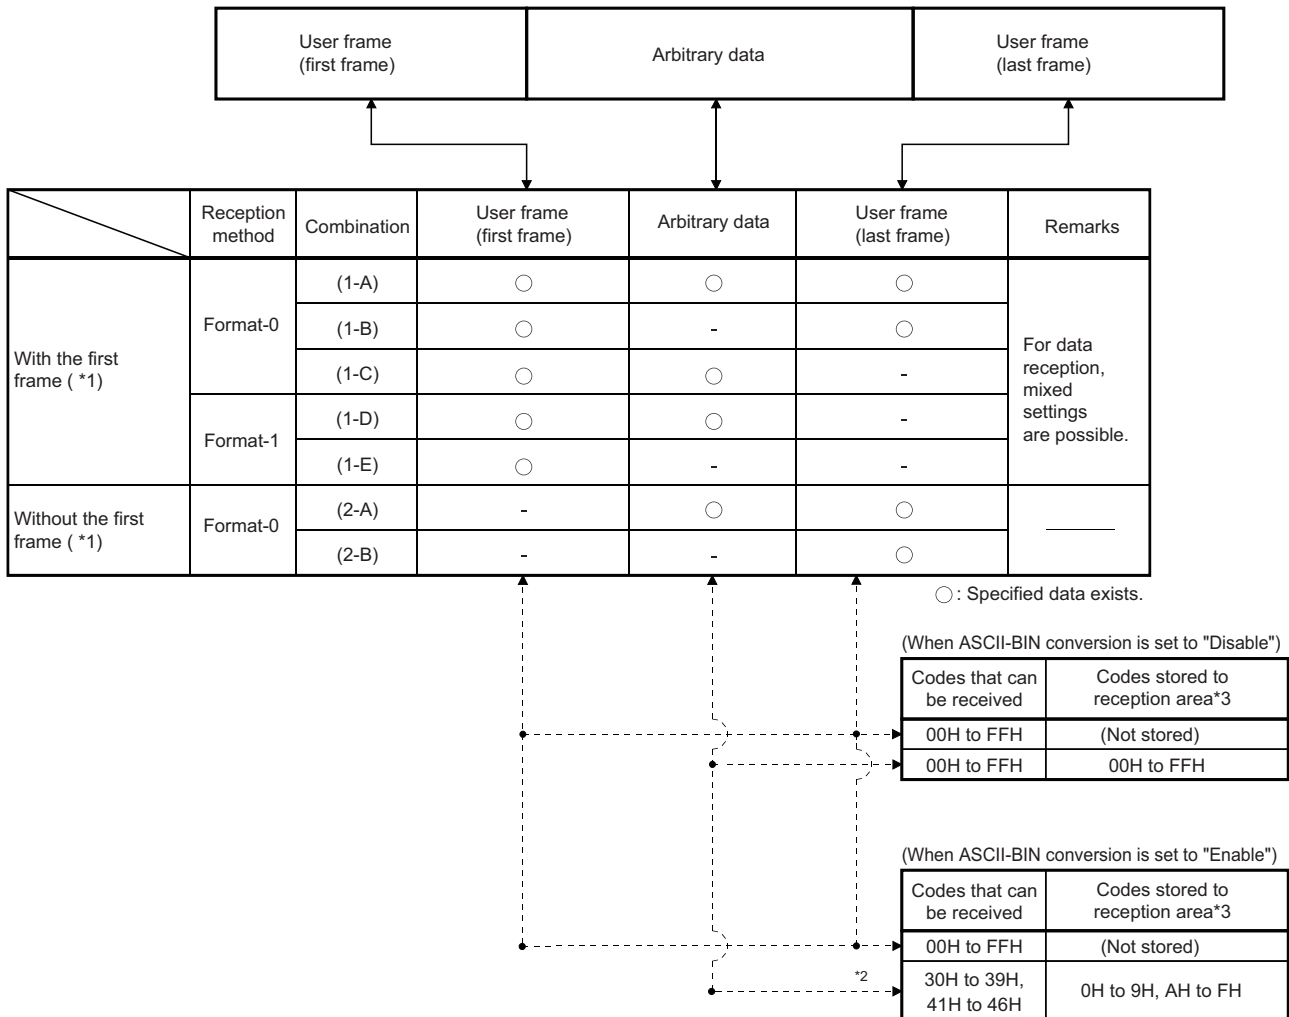 User frame
(first frame)
Arbitrary data
User frame
(last frame)
Reception
method
Combination
User frame
(first frame)
Arbitrary data
User frame
(last frame)
Remarks
With the first
frame ( *1)
Format-0
(1-A)
○
○
○
(1-B)
○
-
○
(1-C)
○
○
-
Format-1
(1-D)
○
○
-
(1-E)
○
-
-
For data
reception,
mixed
settings
are possible.
Without the first
frame ( *1)
Format-0
(2-A)
-
○
○
(2-B)
-
-
○
○ : Specified data exists.
(When ASCII-BIN conversion is set to "Disable")
Codes that can
be received
Codes stored to
reception area*3
00H to FFH
(Not stored)
00H to FFH
00H to FFH
(When ASCII-BIN conversion is set to "Enable")
Codes that can
be received
Codes stored to
reception area*3
00H to FFH
(Not stored)
*2
30H to 39H,
41H to 46H
0H to 9H, AH to FH